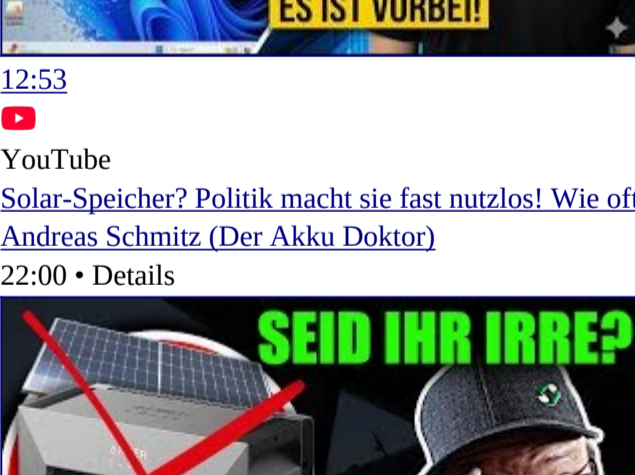 ES IST VORBEI!
12:53
YouTube
Solar-Speicher? Politik macht sie fast nutzlos! Wie oft
Andreas Schmitz (Der Akku Doktor)
22:00 • Details
SEID IHR IRRE?